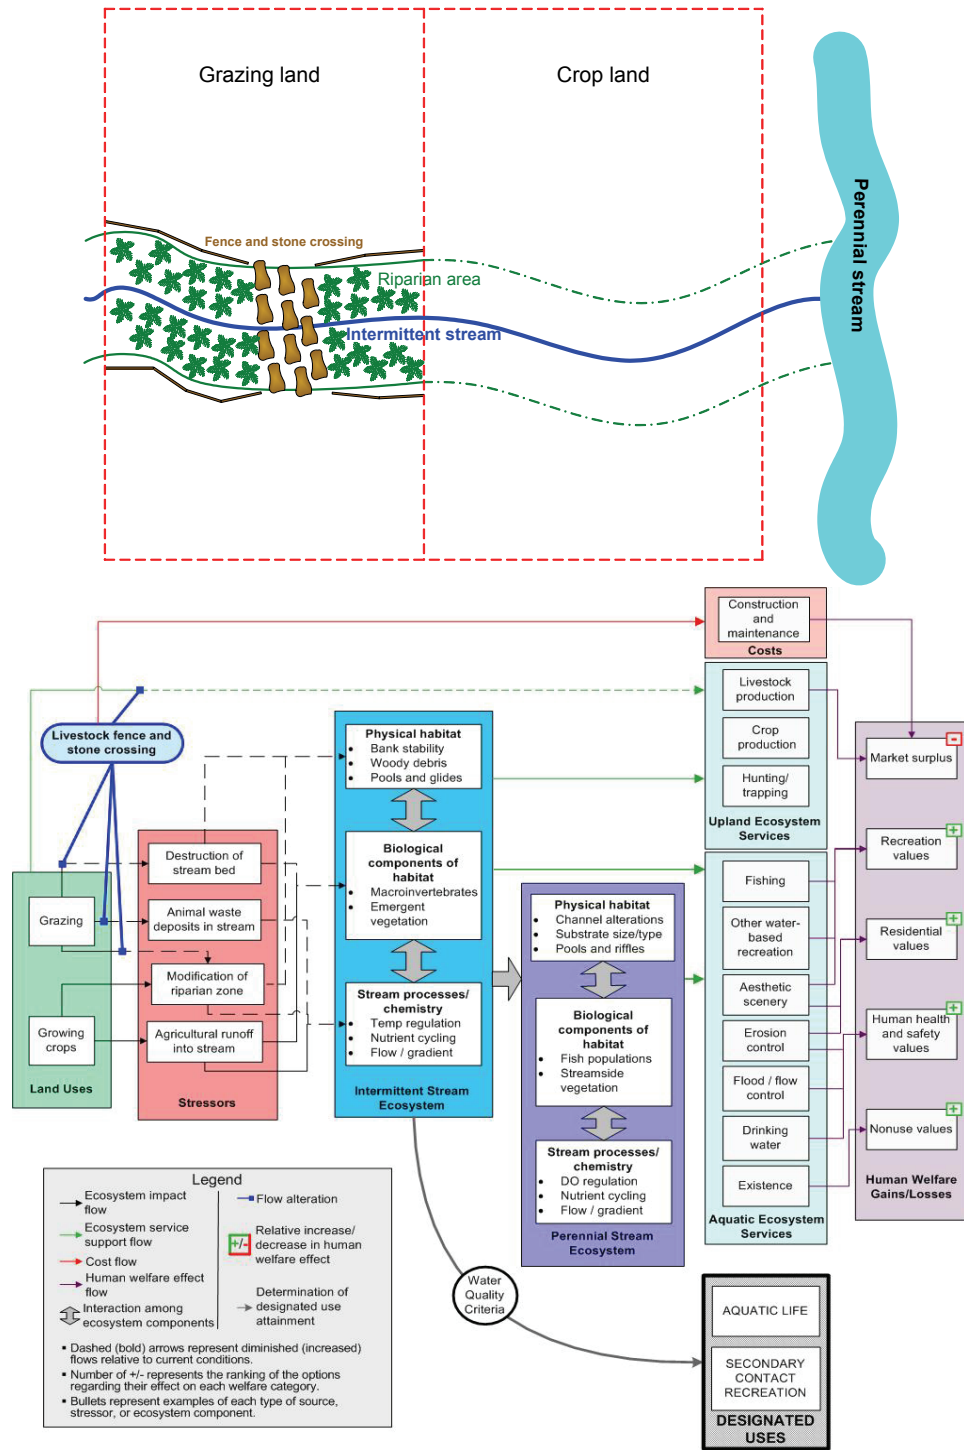 Grazing land
Crop land
Perennial stream
Fence and stone crossing
Riparian area
Intermittent stream
Construction
and
maintenance
Costs
Livestock
production
Crop
production
Hunting/
trapping
Upland Ecosystem
Services
Livestock fence and
stone crossing
Physical habitat
• Bank stability
• Woody debris
• Pools and glides
Biological
components of
habitat
• Macroinvertebrates
• Emergent
vegetation
Stream processes/
chemistry
• Temp regulation
• Nutrient cycling
• Flow / gradient
Intermittent Stream
Ecosystem
Grazing
Growing
crops
Land Uses
Destruction of
stream bed
Animal waste
deposits in stream
Modification of
riparian zone
Agricultural runoff
into stream
Stressors
Physical habitat
• Channel alterations
• Substrate size/type
• Pools and riffles
Biological
components of
habitat
• Fish populations
• Streamside
vegetation
Stream processes/
chemistry
• DO regulation
• Nutrient cycling
• Flow / gradient
Perennial Stream
Ecosystem
Fishing
Other water-
based
recreation
Aesthetic
scenery
Erosion
control
Flood / flow
control
Drinking
water
Existence
Aquatic Ecosystem
Services
-
Market surplus
+
Recreation
values
+
Residential
values
+
Human health
and safety
values
+
Nonuse values
Human Welfare
Gains/Losses
Water
Quality
Criteria
AQUATIC LIFE
SECONDARY
CONTACT
RECREATION
DESIGNATED
USES
Legend
Ecosystem impact
flow
Ecosystem service
support flow
Cost flow
Human welfare effect
flow
Interaction among
ecosystem components
Flow alteration
+/-
Relative increase/
decrease in human
welfare effect
Determination of
designated use
attainment
▪ Dashed (bold) arrows represent diminished (increased)
flows relative to current conditions.
▪ Number of +/- represents the ranking of the options
regarding their effect on each welfare category.
▪ Bullets represent examples of each type of source,
stressor, or ecosystem component.